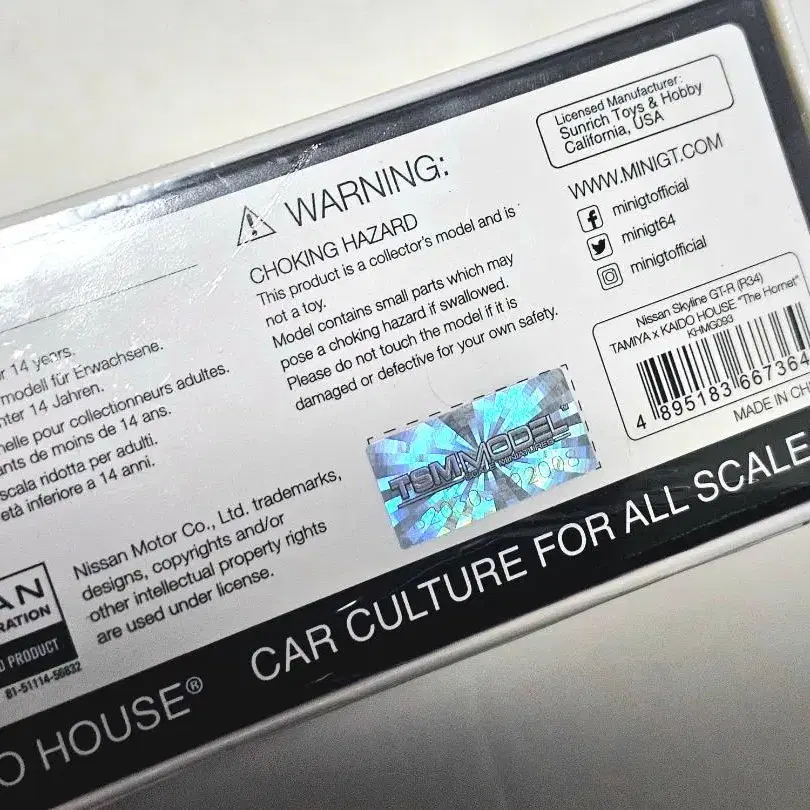 Licensed Manufacturer:
Sunrich Toys & Hobby
California, USA
WWW.MINIGT.COM
minigtofficial
minigt64
minigtofficial
Nissan Skyline GT-R (R34)
TAMIYA x KAIDO HOUSE "The Hornet"
KHMG093
4 895183 667364
MADE IN
WARNING:
CHOKING HAZARD
This product is a collector's model and is
not a toy.
Model contains small parts which may
pose a choking hazard if swallowed.
Please do not touch the model if it is
damaged or defective for your own safety.
14 years.
modell für Erwachsene.
14 Jahren.
pour collectionneurs adultes.
de moins de 14 ans.
scala ridotta per adulti.
età inferiore a 14 anni.
TSM MODEL
Nissan Motor Co., Ltd. trademarks,
designs, copyrights and/or
other intellectual property rights
are used under license.
PRODUCT
81-51114-56832
HOUSE® CAR CULTURE FOR ALL SCALE